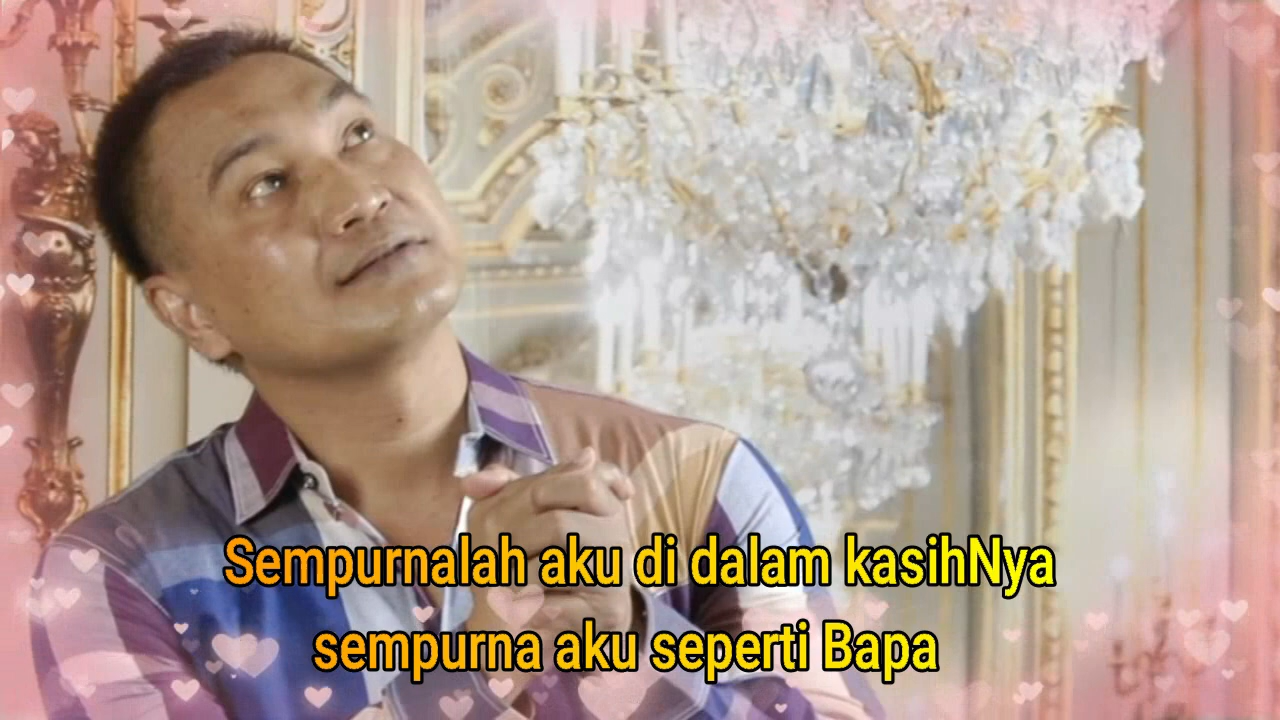 Sempurnalah aku di dalam kasihNya
sempurna aku seperti Bapa